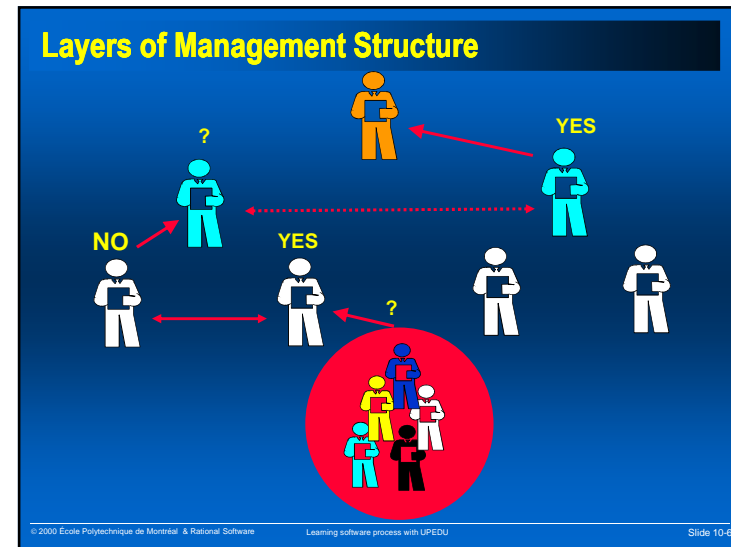 Layers of Management Structure
?
YES
NO
YES
?
© 2000 École Polytechnique de Montréal & Rational Software
Learning software process with UPEDU
Slide 10-6